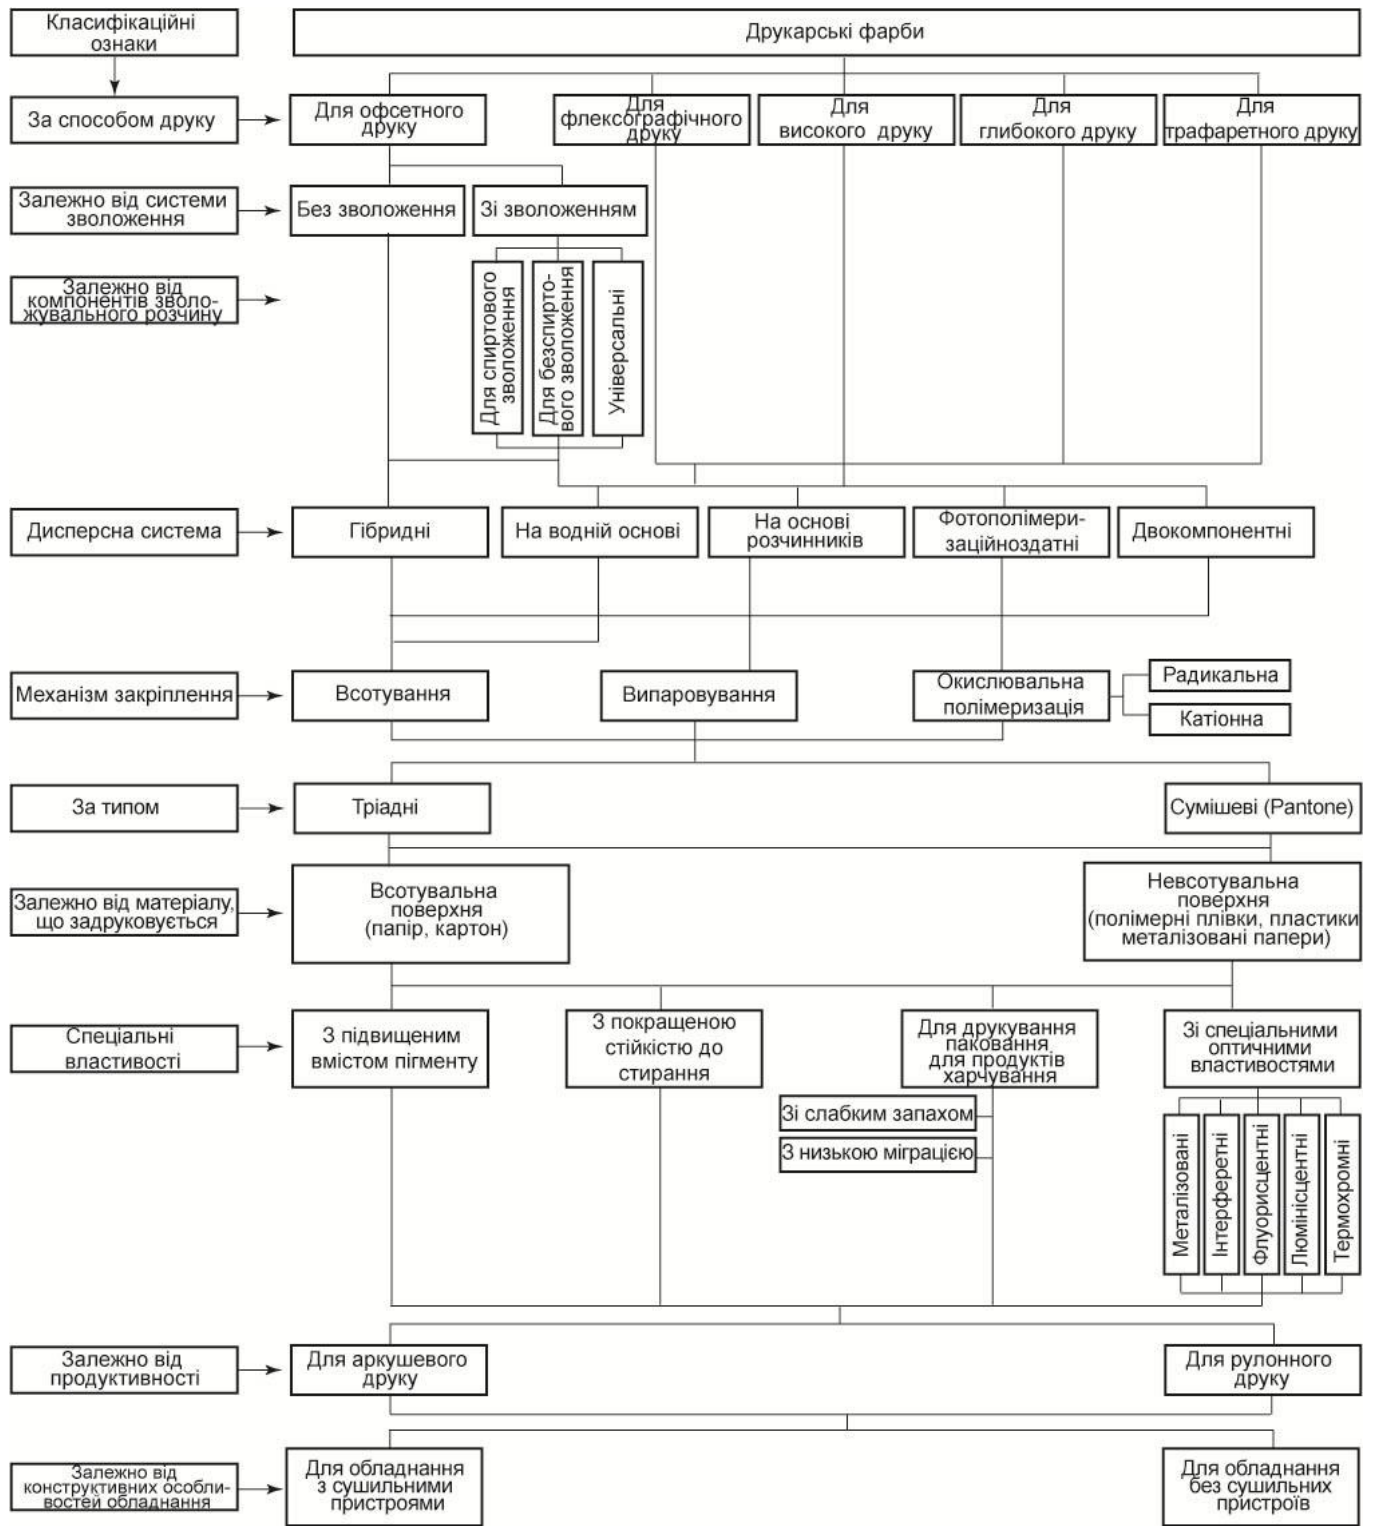 Класифікаційні
ознаки
Друкарські фарби
За способом друку
Для офсетного
друку
Для
флексографічного
друку
Для
високого друку
Для
глибокого друку
Для
трафаретного друку
Залежно від системи
зволоження
Без зволоження
Зі зволоженням
Залежно від
компонентів зволо-
жувального розчину
Для спиртового
зволоження
Для безспирто-
вого зволоження
Універсальні
Дисперсна система
Гібридні
На водній основі
На основі
розчинників
Фотополімери-
заційноздатні
Двокомпонентні
Механізм закріплення
Всотування
Випаровування
Окислювальна
полімеризація
Радикальна
Катіонна
За типом
Тріадні
Сумішеві (Pantone)
Залежно від матеріалу,
що задруковується
Всотувальна
поверхня
(папір, картон)
Невсотувальна
поверхня
(полімерні плівки, пластики
металізовані папери)
Спеціальні
властивості
З підвищеним
вмістом пігменту
З покращеною
стійкістю до
стирання
Для друкування
паковання
для продуктів
харчування
Зі спеціальними
оптичними
властивостями
Зі слабким запахом
З низькою міграцією
Металізовані
Інтерферетні
Флуорисцентні
Люмінісцентні
Термохромні
Залежно від
продуктивності
Для аркушевого
друку
Для рулонного
друку
Залежно від
конструктивних особли-
востей обладнання
Для обладнання
з сушильними
пристроями
Для обладнання
без сушильних
пристроїв